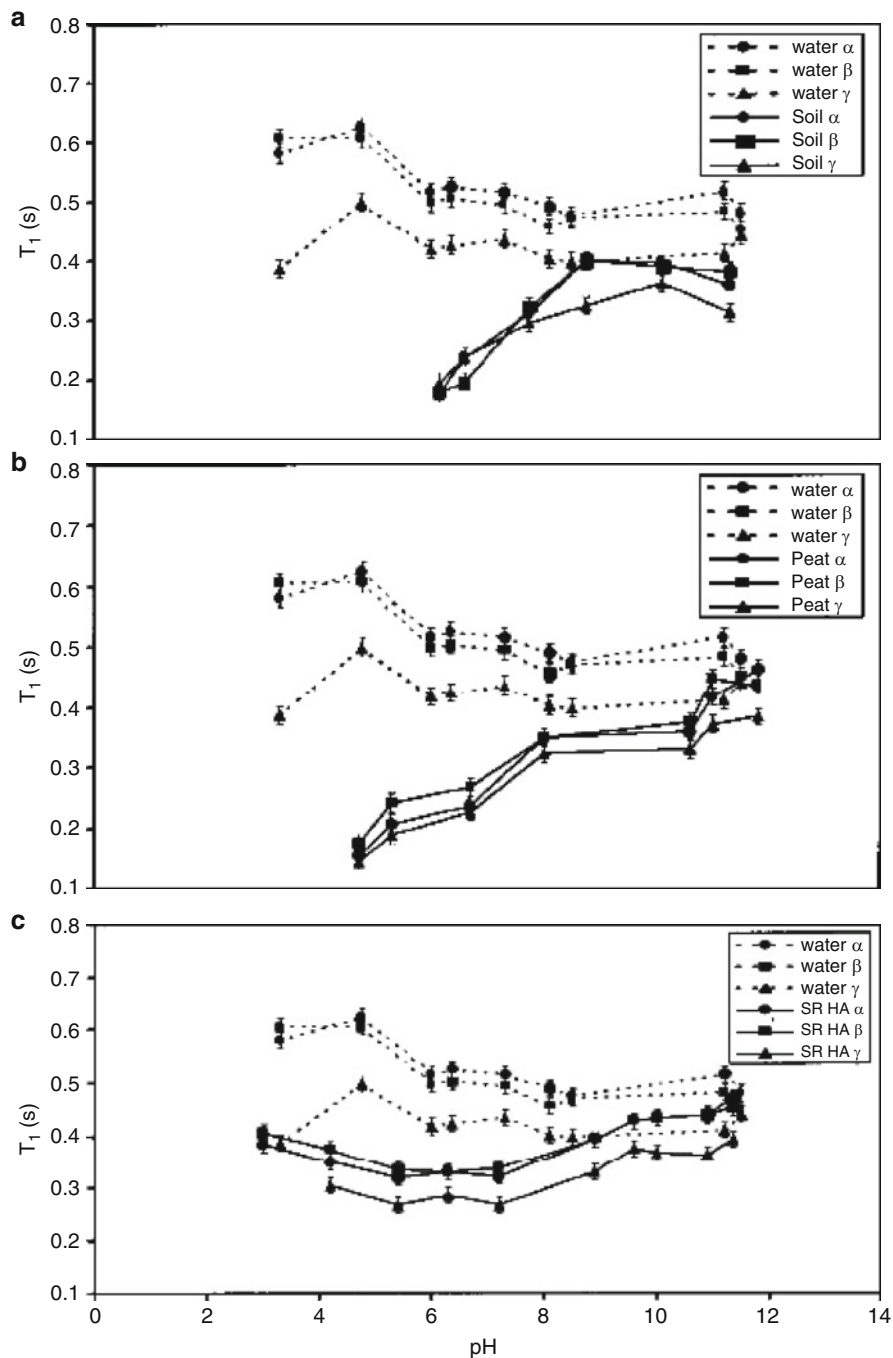 a
0.8
0.7
0.6
0.5
0.4
0.3
0.2
0.1
T1 (s)
water α
water β
water γ
Soil α
Soil β
Soil γ
b
0.8
0.7
0.6
0.5
0.4
0.3
0.2
0.1
T1 (s)
water α
water β
water γ
Peat α
Peat β
Peat γ
c
0.8
0.7
0.6
0.5
0.4
0.3
0.2
0.1
T1 (s)
water α
water β
water γ
SR HA α
SR HA β
SR HA γ
0 2 4 6 8 10 12 14
pH